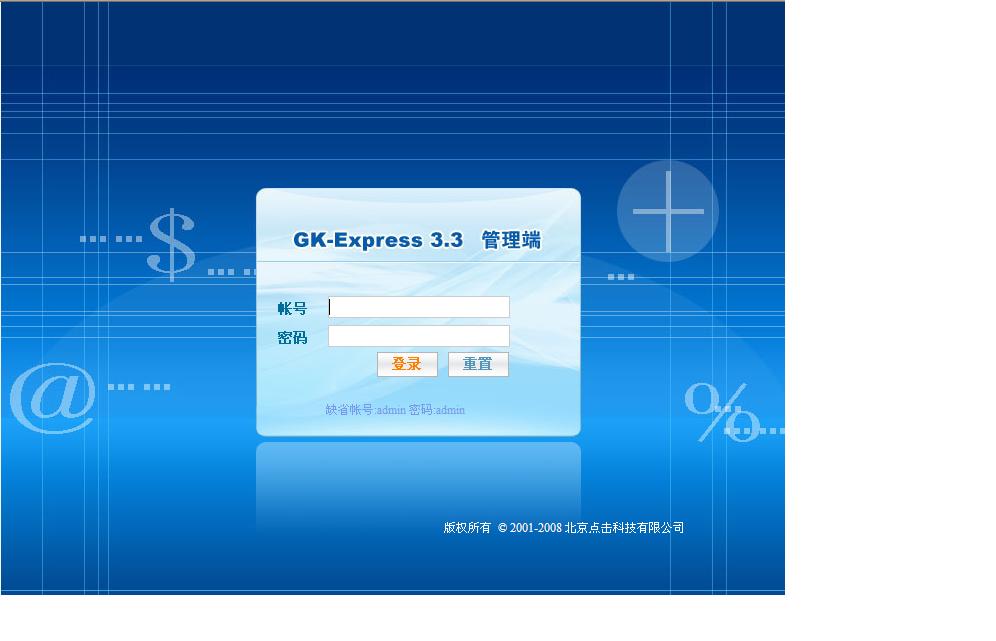 GK-Express 3.3 管理端
帐号
密码
登录 重置
缺省帐号:admin 密码:admin
版权所有 © 2001-2008 北京点击科技有限公司